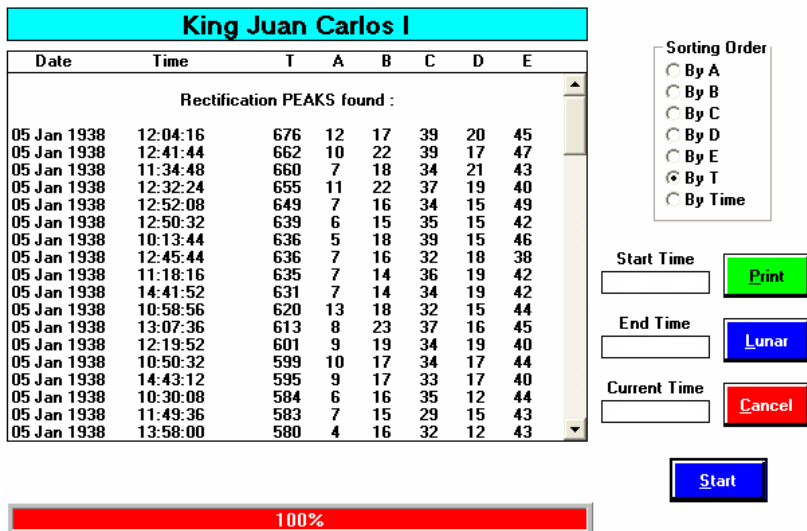 King Juan Carlos I
Date Time T A B C D E
Rectification PEAKS found :
05 Jan 1938 12:04:16 676 12 17 39 20 45
05 Jan 1938 12:41:44 662 10 22 39 17 47
05 Jan 1938 11:34:48 660 7 18 34 21 43
05 Jan 1938 12:32:24 655 11 22 37 19 40
05 Jan 1938 12:52:08 649 7 16 34 15 49
05 Jan 1938 12:50:32 639 6 15 35 15 42
05 Jan 1938 10:13:44 636 5 18 39 15 46
05 Jan 1938 12:45:44 636 7 16 32 18 38
05 Jan 1938 11:18:16 635 7 14 36 19 42
05 Jan 1938 14:41:52 631 7 14 34 19 42
05 Jan 1938 10:58:56 620 13 18 32 15 44
05 Jan 1938 13:07:36 613 8 23 37 16 45
05 Jan 1938 12:19:52 601 9 19 34 19 40
05 Jan 1938 10:50:32 599 10 17 34 17 44
05 Jan 1938 14:43:12 595 9 17 33 17 40
05 Jan 1938 10:30:08 584 6 16 35 12 44
05 Jan 1938 11:49:36 583 7 15 29 15 43
05 Jan 1938 13:58:00 580 4 16 32 12 43
Sorting Order
By A
By B
By C
By D
By E
By T
By Time
Start Time
Print
End Time
Lunar
Current Time
Cancel
Start
100%